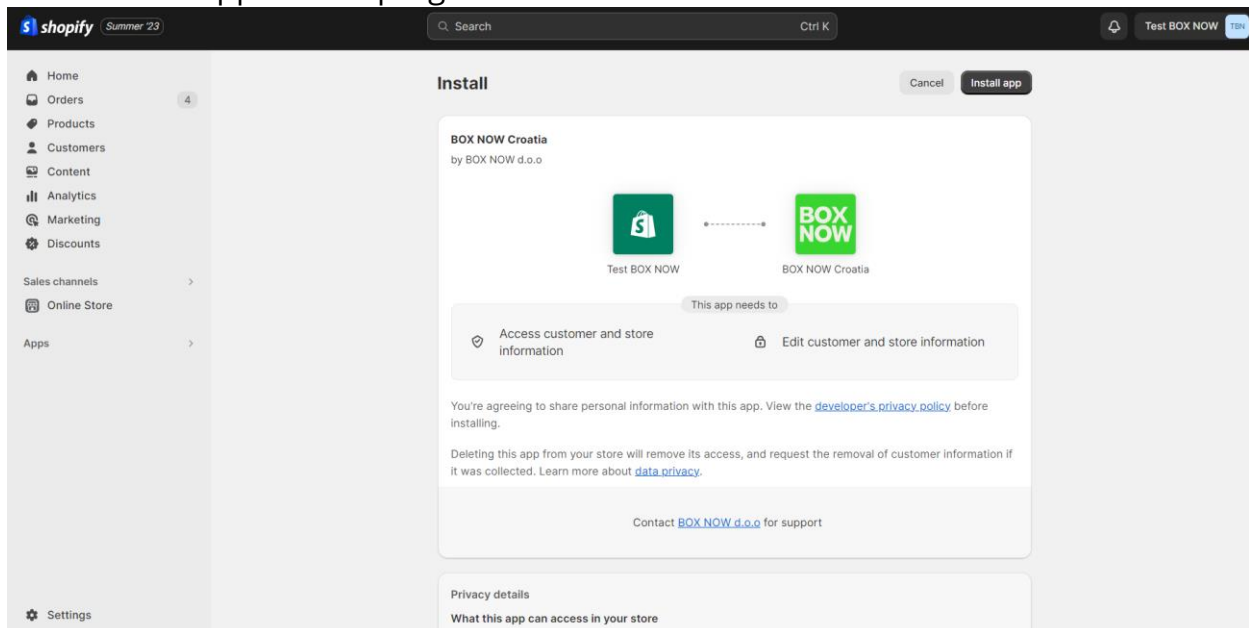 shopify Summer '23
Search Ctrl K
Test BOX NOW TBN
Home
Orders 4
Products
Customers
Content
Analytics
Marketing
Discounts
Sales channels
Online Store
Apps
Settings
Install
Cancel Install app
BOX NOW Croatia
by BOX NOW d.o.o
BOX
NOW
Test BOX NOW BOX NOW Croatia
This app needs to
Access customer and store
information
Edit customer and store information
You're agreeing to share personal information with this app. View the developer's privacy policy before
installing.
Deleting this app from your store will remove its access, and request the removal of customer information if
it was collected. Learn more about data privacy.
Contact BOX NOW d.o.o for support
Privacy details
What this app can access in your store